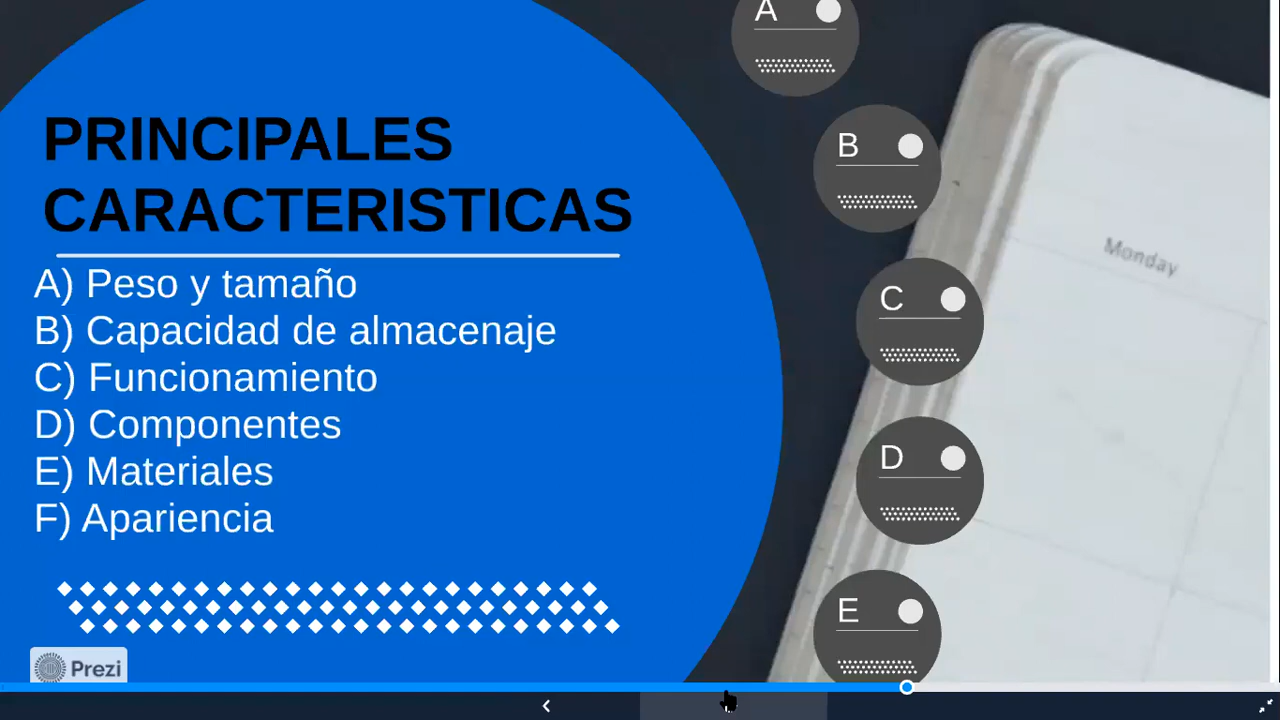 PRINCIPALES
CARACTERISTICAS
A) Peso y tamaño
B) Capacidad de almacenaje
C) Funcionamiento
D) Componentes
E) Materiales
F) Apariencia
A
B
C
D
E
Monday
Prezi